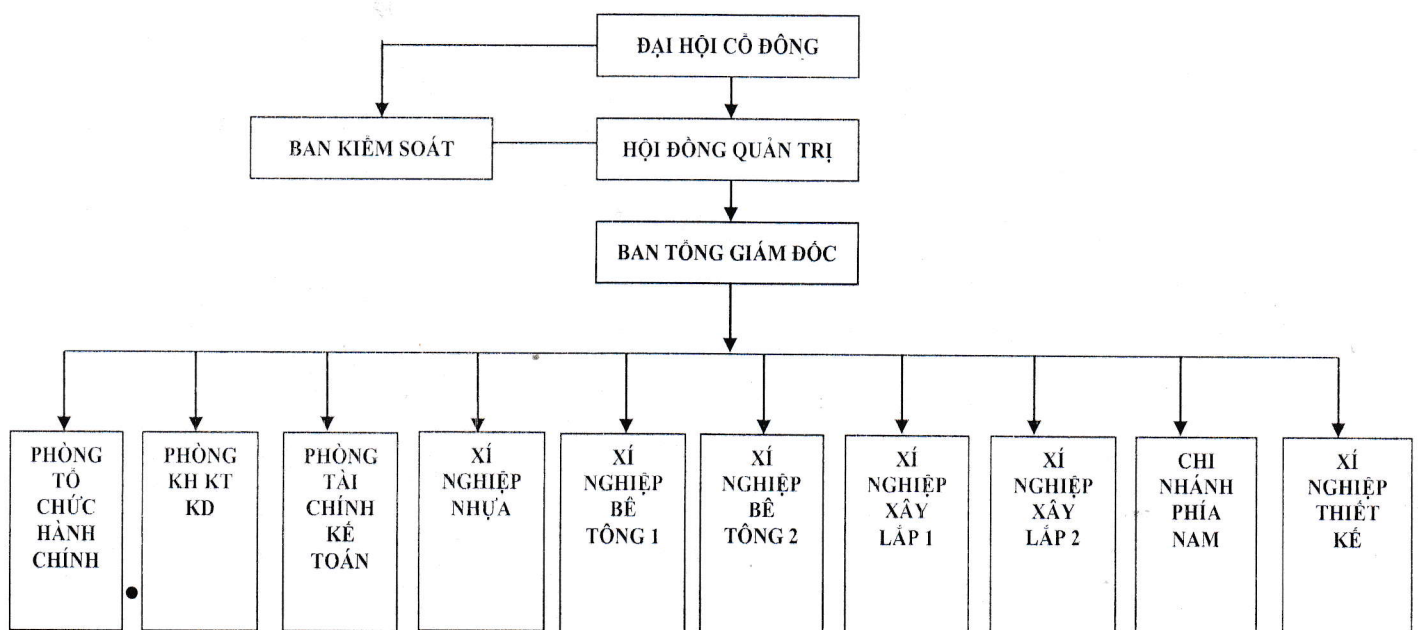 ĐẠI HỘI CỔ ĐÔNG
BAN KIỂM SOÁT
HỘI ĐỒNG QUẢN TRỊ
BAN TỔNG GIÁM ĐỐC
PHÒNG
TỔ
CHỨC
HÀNH
CHÍNH
PHÒNG
KH KT
KD
PHÒNG
TÀI
CHÍNH
KẾ
TOÁN
XÍ
NGHIỆP
NHỰA
XÍ
NGHIỆP
BÊ
TÔNG 1
XÍ
NGHIỆP
BÊ
TÔNG 2
XÍ
NGHIỆP
XÂY
LẮP 1
XÍ
NGHIỆP
XÂY
LẮP 2
CHI
NHÁNH
PHÍA
NAM
XÍ
NGHIỆP
THIẾT
KẾ